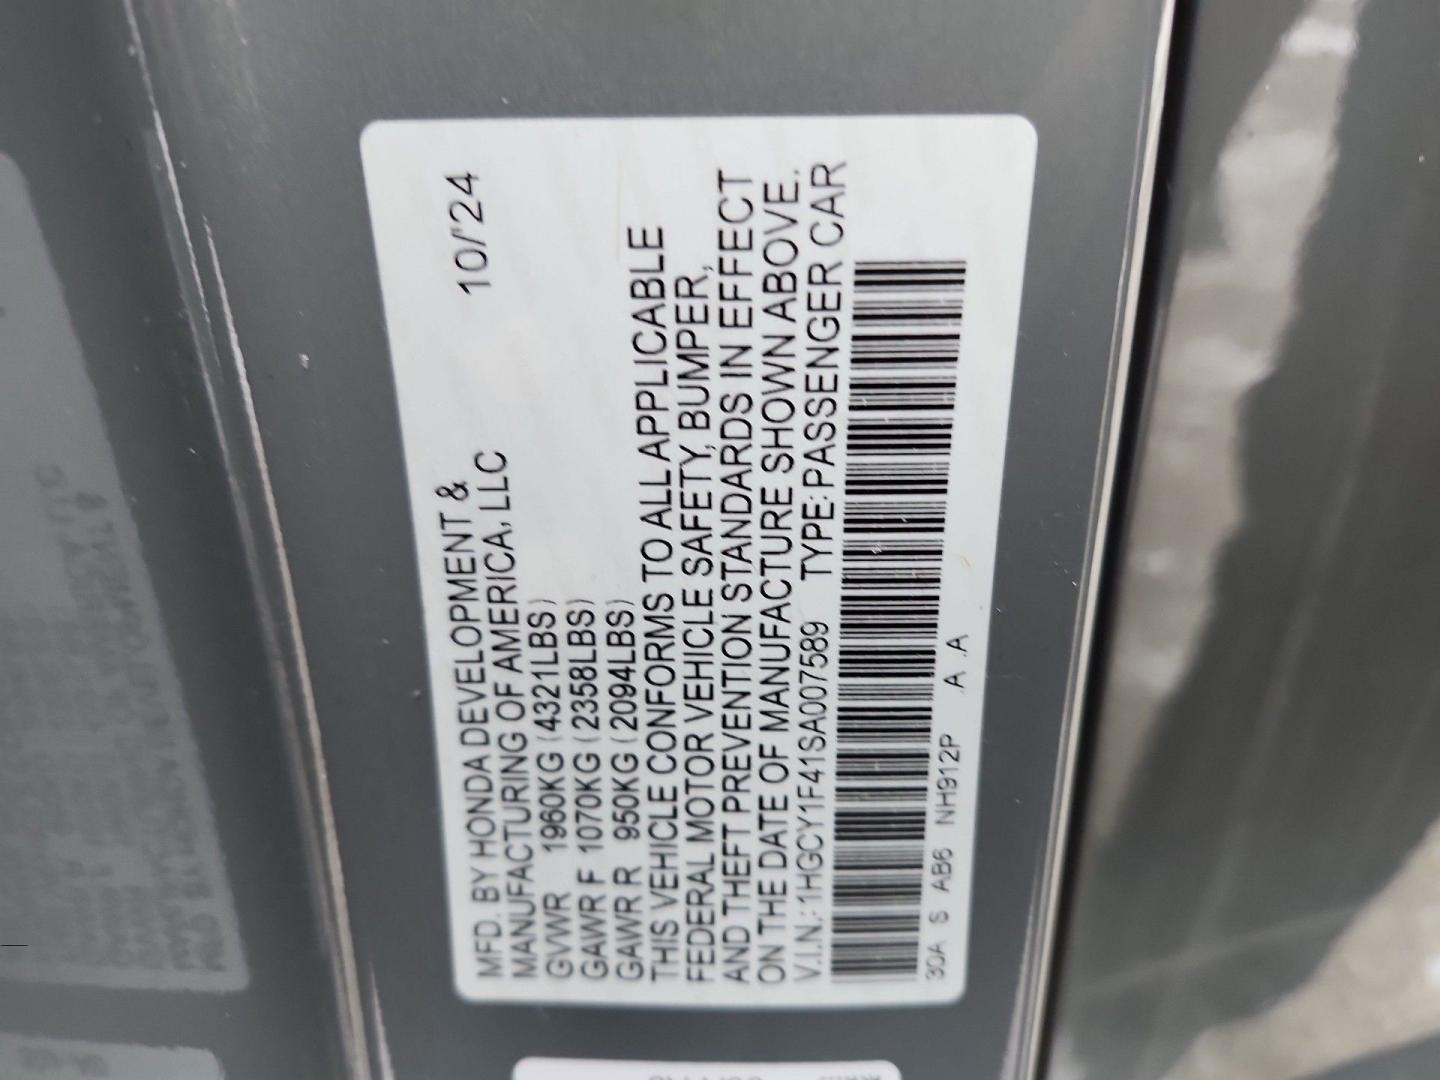 MFD. BY HONDA DEVELOPMENT &
MANUFACTURING OF AMERICA, LLC 10/'24
GVWR 1960KG (4321LBS)
GAWR F 1070KG (2358LBS)
GAWR R 950KG (2094LBS)
THIS VEHICLE CONFORMS TO ALL APPLICABLE
FEDERAL MOTOR VEHICLE SAFETY, BUMPER,
AND THEFT PREVENTION STANDARDS IN EFFECT
ON THE DATE OF MANUFACTURE SHOWN ABOVE.
V.I.N.: 1HGCY1F41SA007589 TYPE: PASSENGER CAR
30A S AB6 NH912P A A